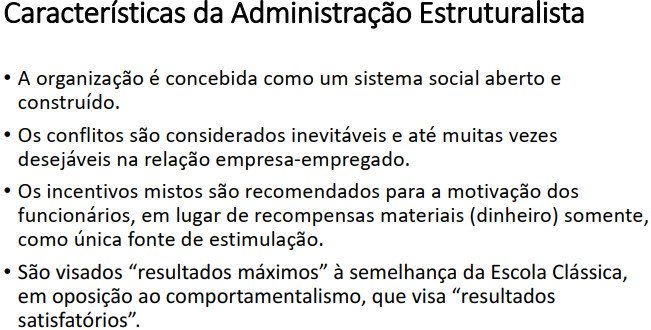 Características da Administração Estruturalista
• A organização é concebida como um sistema social aberto e
construído.
• Os conflitos são considerados inevitáveis e até muitas vezes
desejáveis na relação empresa-empregado.
• Os incentivos mistos são recomendados para a motivação dos
funcionários, em lugar de recompensas materiais (dinheiro) somente,
como única fonte de estimulação.
• São visados “resultados máximos” à semelhança da Escola Clássica,
em oposição ao comportamentalismo, que visa “resultados
satisfatórios”.